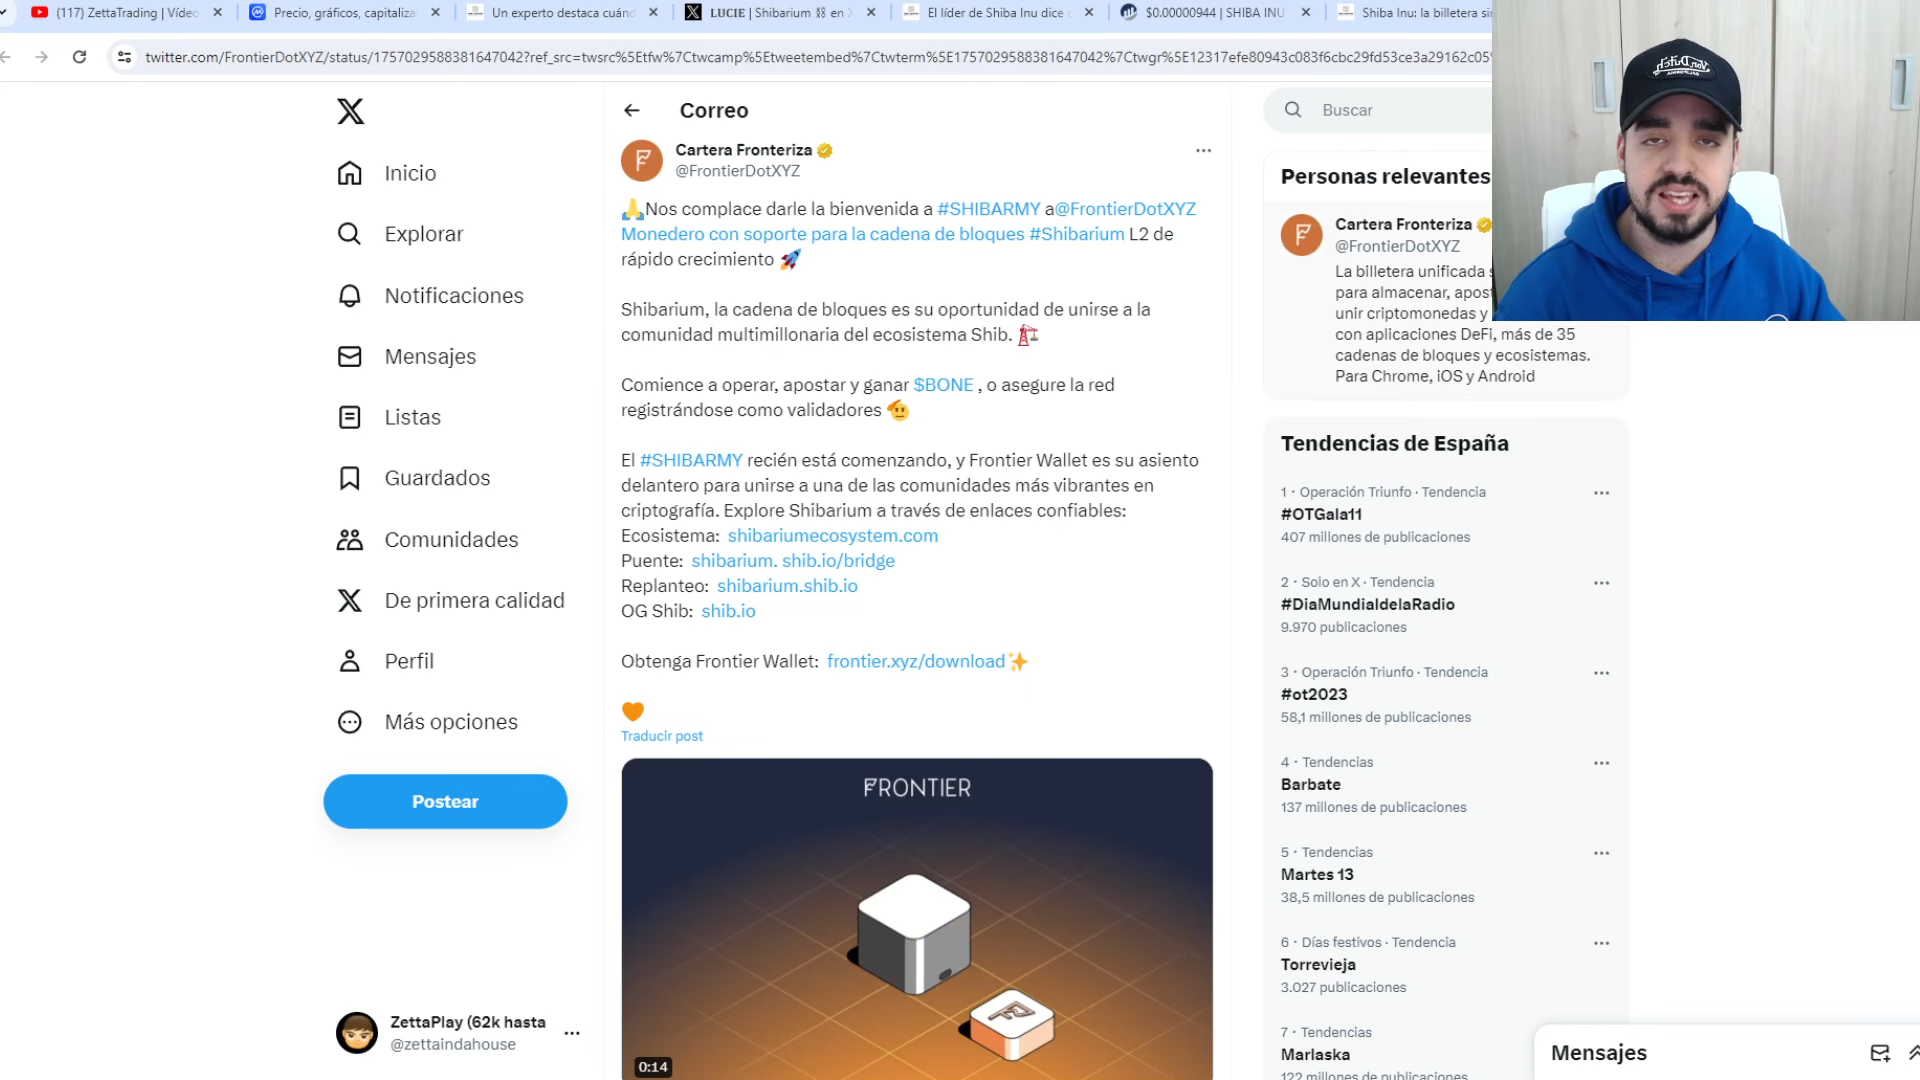 (117) ZettaTrading | Vídeo
Precio, gráficos, capitaliza
Un experto destaca cuánd
LUCIE | Shibarium ⛓ en X
El líder de Shiba Inu dice
$0.00000944 | SHIBA INU
Shiba Inu: la billetera sin
twitter.com/FrontierDotXYZ/status/1757029588381647042?ref_src=twsrc%5Etfw%7Ctwcamp%5Etweetembed%7Ctwterm%5E1757029588381647042%7Ctwgr%5E12317efe80943c083f6cbc29fd53ce3a29162c05%
Inicio
Explorar
Notificaciones
Mensajes
Listas
Guardados
Comunidades
De primera calidad
Perfil
Más opciones
Postear
ZettaPlay (62k hasta
@zettaindahouse
Correo
Cartera Fronteriza
@FrontierDotXYZ
🙏Nos complace darle la bienvenida a #SHIBARMY a@FrontierDotXYZ
Monedero con soporte para la cadena de bloques #Shibarium L2 de
rápido crecimiento 🚀
Shibarium, la cadena de bloques es su oportunidad de unirse a la
comunidad multimillonaria del ecosistema Shib. 🏗
Comience a operar, apostar y ganar $BONE , o asegure la red
registrándose como validadores 🫡
El #SHIBARMY recién está comenzando, y Frontier Wallet es su asiento
delantero para unirse a una de las comunidades más vibrantes en
criptografía. Explore Shibarium a través de enlaces confiables:
Ecosistema: shibariumecosystem.com
Puente: shibarium. shib.io/bridge
Replanteo: shibarium.shib.io
OG Shib: shib.io
Obtenga Frontier Wallet: frontier.xyz/download✨
🧡
Traducir post
FRONTIER
0:14
Buscar
Personas relevantes
Cartera Fronteriza
@FrontierDotXYZ
La billetera unificada
para almacenar, apost
unir criptomonedas y
con aplicaciones DeFi, más de 35
cadenas de bloques y ecosistemas.
Para Chrome, iOS y Android
Tendencias de España
1 · Operación Triunfo · Tendencia
#OTGala11
407 millones de publicaciones
2 · Solo en X · Tendencia
#DiaMundialdelaRadio
9.970 publicaciones
3 · Operación Triunfo · Tendencia
#ot2023
58,1 millones de publicaciones
4 · Tendencias
Barbate
137 millones de publicaciones
5 · Tendencias
Martes 13
38,5 millones de publicaciones
6 · Días festivos · Tendencia
Torrevieja
3.027 publicaciones
7 · Tendencias
Marlaska
122 millones de publicaciones
Mensajes
Von Dutch